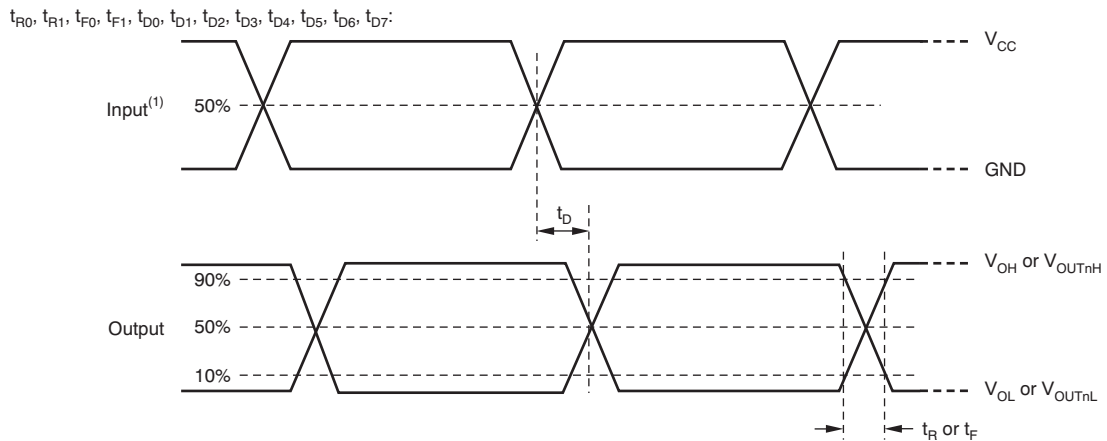 tR0, tR1, tF0, tF1, tD0, tD1, tD2, tD3, tD4, tD5, tD6, tD7:
VCC
Input(1) 50%
GND
tD
90% VOH or VOUTnH
Output 50%
10% VOL or VOUTnL
tR or tF